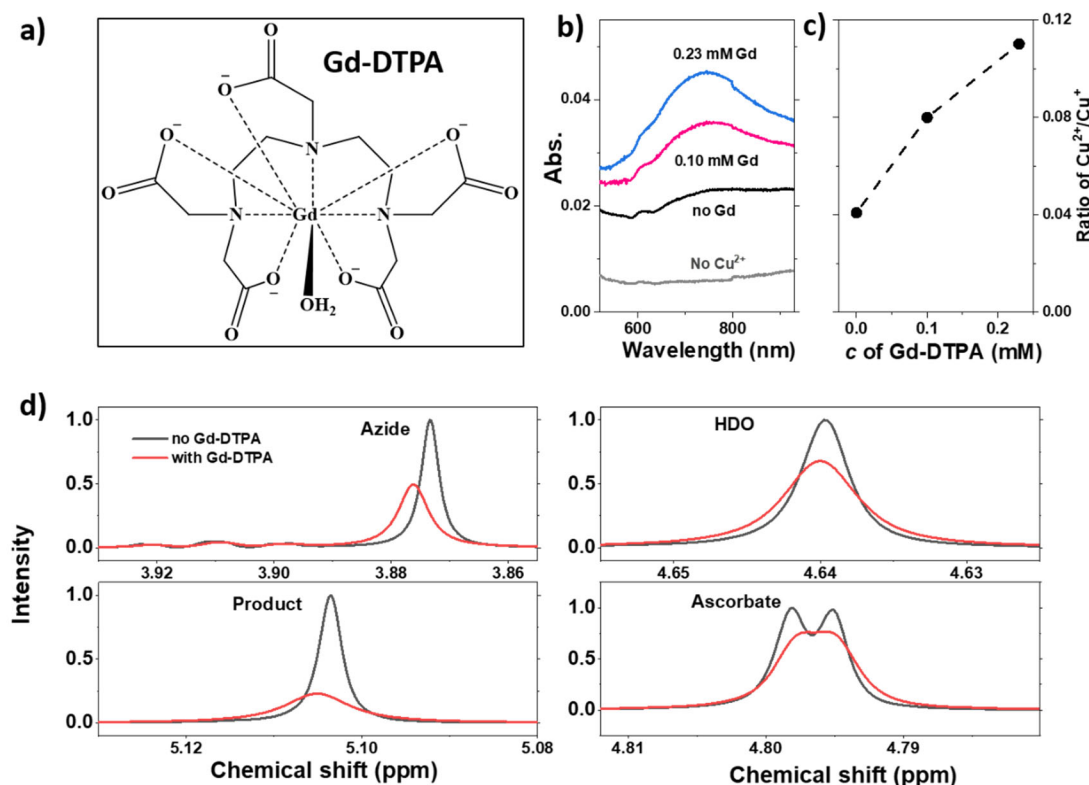 a)
Gd-DTPA
O
O
−
O
−
O
−
O
O
N
N
Gd
N
O
−
O
−
OH₂
O
O
b)
0.23 mM Gd
0.10 mM Gd
no Gd
No Cu²⁺
0.04
0.02
0.00
Abs.
600
800
Wavelength (nm)
c)
0.12
0.08
0.04
0.00
Ratio of Cu²⁺/Cu⁺
0.0
0.1
0.2
c of Gd-DTPA (mM)
d)
Intensity
no Gd-DTPA
with Gd-DTPA
Azide
1.0
0.5
0.0
3.92
3.90
3.88
3.86
HDO
1.0
0.5
0.0
4.65
4.64
4.63
Product
1.0
0.5
0.0
5.12
5.10
5.08
Chemical shift (ppm)
Ascorbate
1.0
0.5
0.0
4.81
4.80
4.79
Chemical shift (ppm)